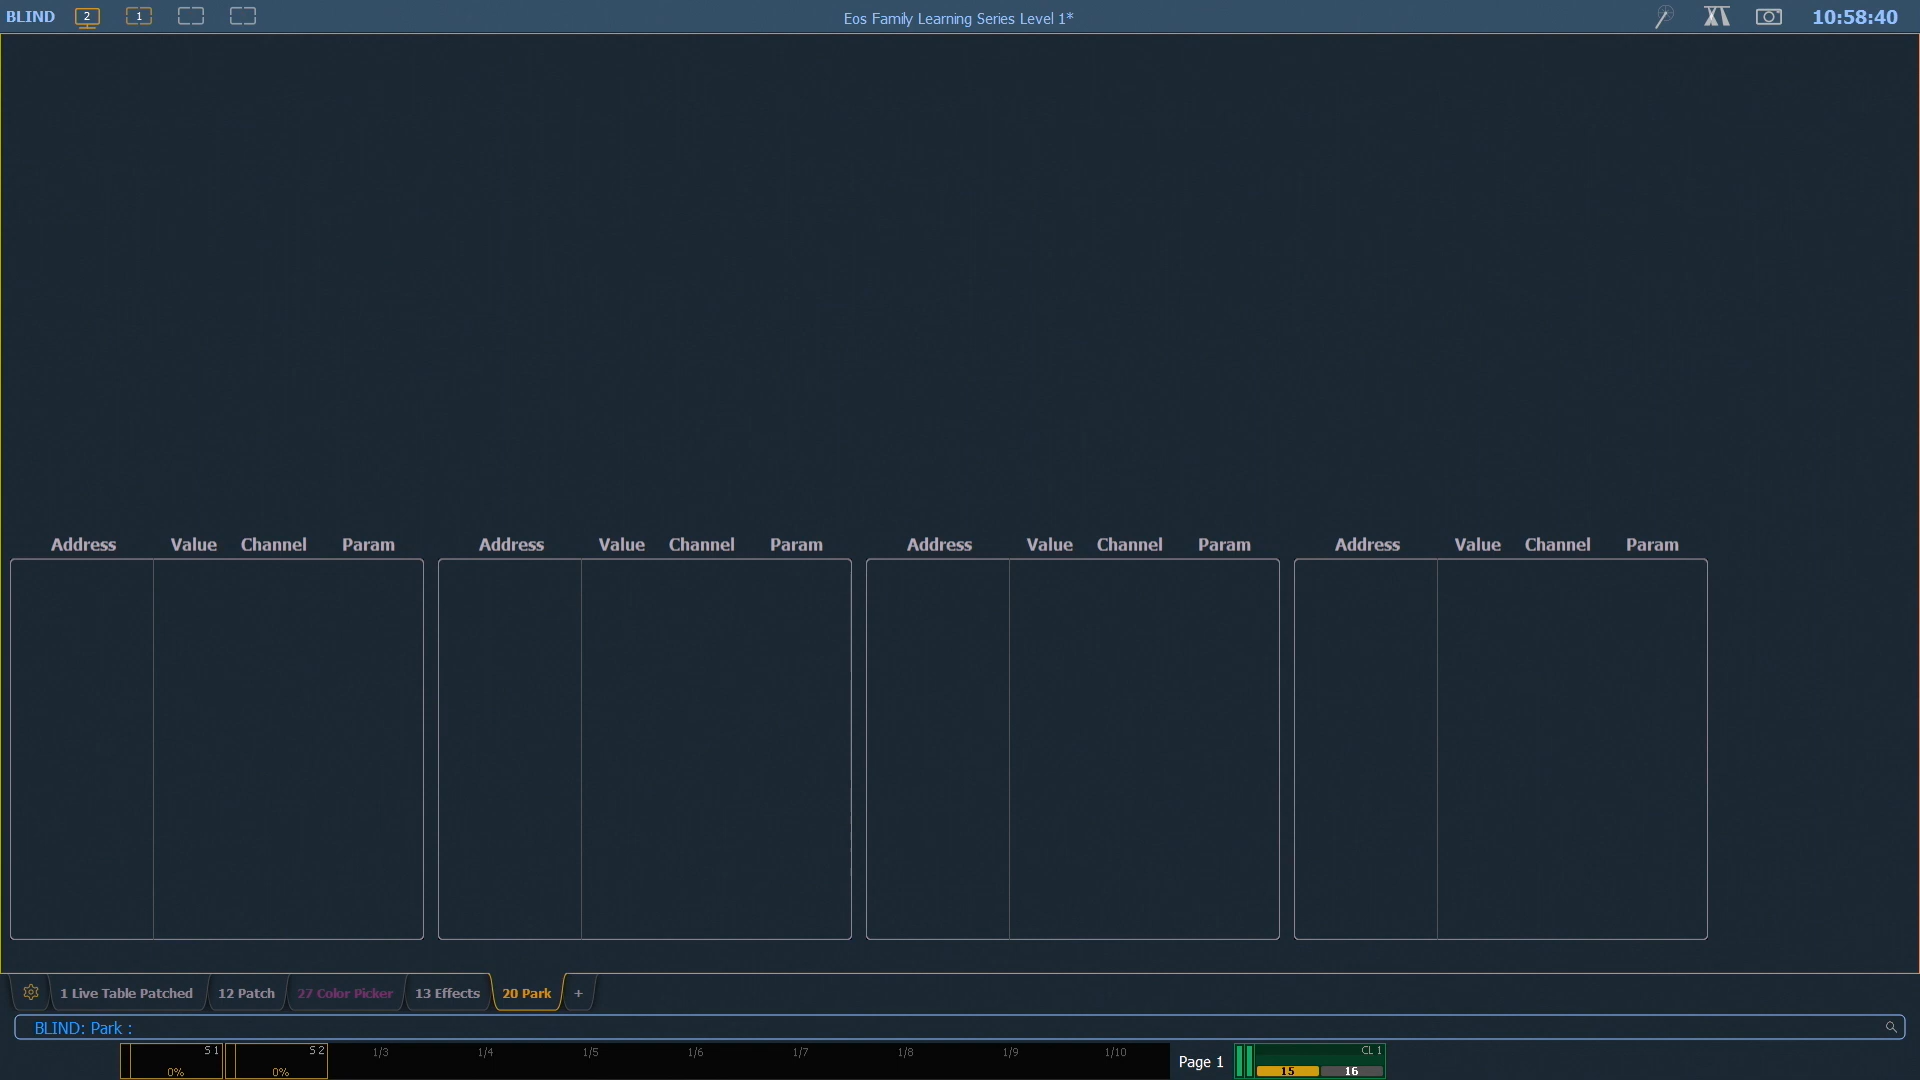 BLIND 2 1 Eos Family Learning Series Level 1* 10:58:40
Address Value Channel Param Address Value Channel Param Address Value Channel Param Address Value Channel Param
1 Live Table Patched 12 Patch 27 Color Picker 13 Effects 20 Park +
BLIND: Park :
S 1 S 2 1/3 1/4 1/5 1/6 1/7 1/8 1/9 1/10 Page 1 CL 1
0% 0% 15 16